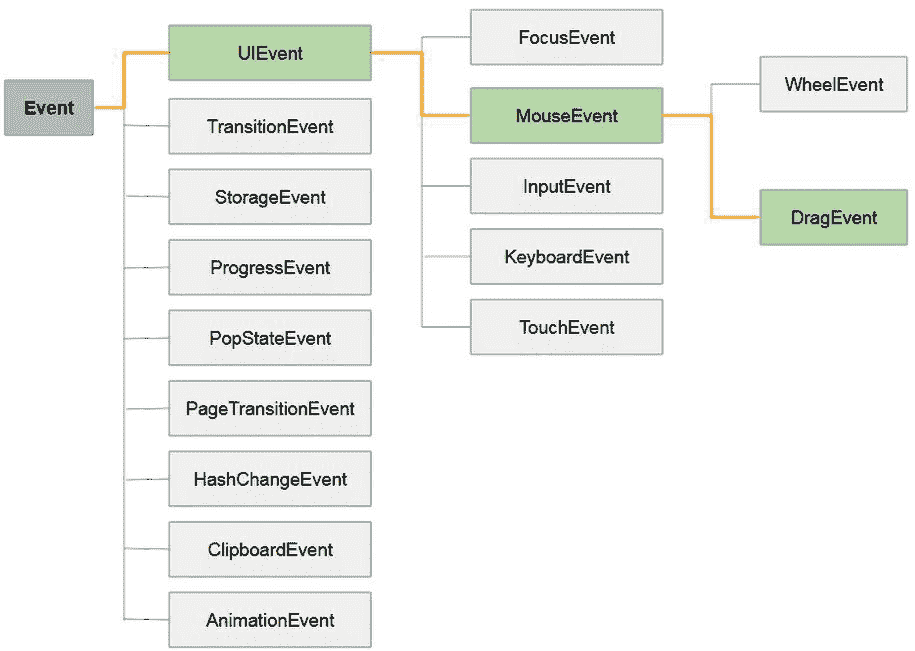 Event
UIEvent
TransitionEvent
StorageEvent
ProgressEvent
PopStateEvent
PageTransitionEvent
HashChangeEvent
ClipboardEvent
AnimationEvent
FocusEvent
MouseEvent
InputEvent
KeyboardEvent
TouchEvent
WheelEvent
DragEvent